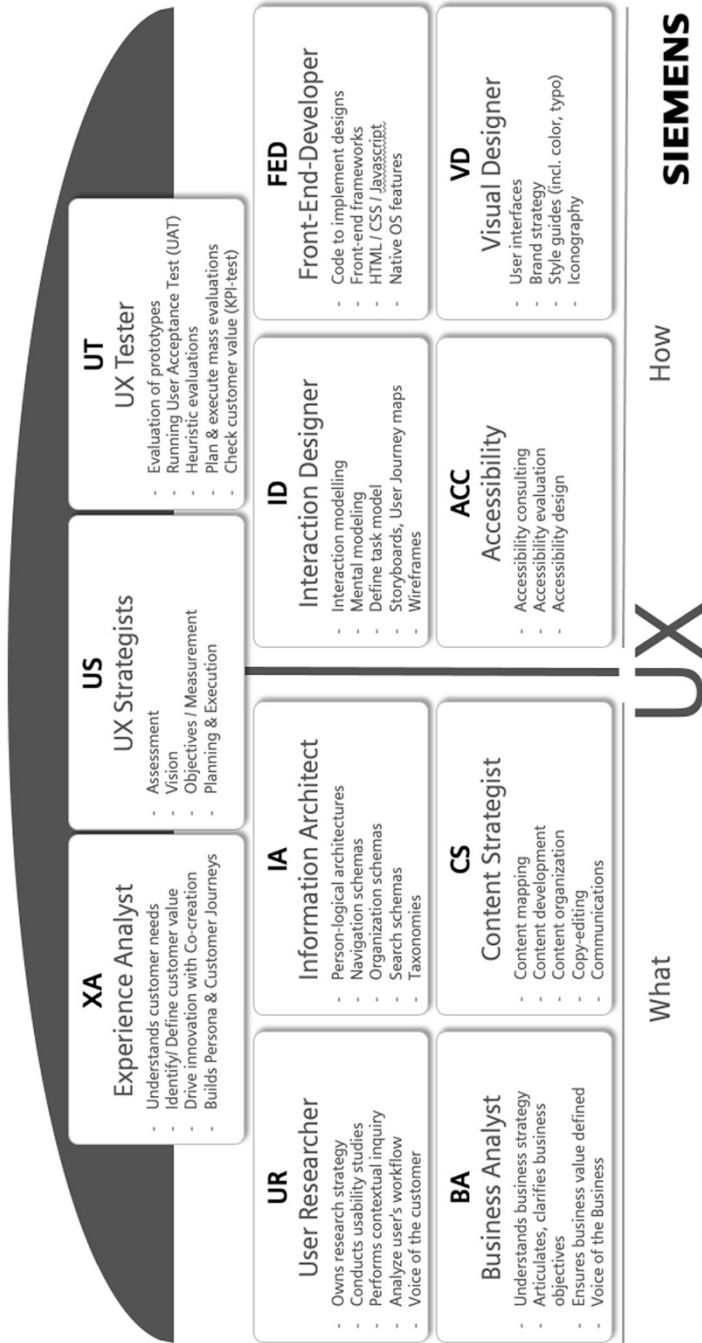 XA
Experience Analyst
- Understands customer needs
- Identify/ Define customer value
- Drive innovation with Co-creation
- Builds Persona & Customer Journeys
US
UX Strategists
- Assessment
- Vision
- Objectives / Measurement
- Planning & Execution
UT
UX Tester
- Evaluation of prototypes
- Running User Acceptance Test (UAT)
- Heuristic evaluations
- Plan & execute mass evaluations
- Check customer value (KPI-test)
UR
User Researcher
- Owns research strategy
- Conducts usability studies
- Performs contextual inquiry
- Analyze user's workflow
- Voice of the customer
IA
Information Architect
- Person-logical architectures
- Navigation schemas
- Organization schemas
- Search schemas
- Taxonomies
ID
Interaction Designer
- Interaction modelling
- Mental modeling
- Define task model
- Storyboards, User Journey maps
- Wireframes
FED
Front-End-Developer
- Code to implement designs
- Front-end frameworks
- HTML / CSS / Javascript
- Native OS features
BA
Business Analyst
- Understands business strategy
- Articulates, clarifies business
objectives
- Ensures business value defined
- Voice of the Business
CS
Content Strategist
- Content mapping
- Content development
- Content organization
- Copy-editing
- Communications
ACC
Accessibility
- Accessibility consulting
- Accessibility evaluation
- Accessibility design
VD
Visual Designer
- User interfaces
- Brand strategy
- Style guides (incl. color, typo)
- Iconography
What
UX
How
SIEMENS